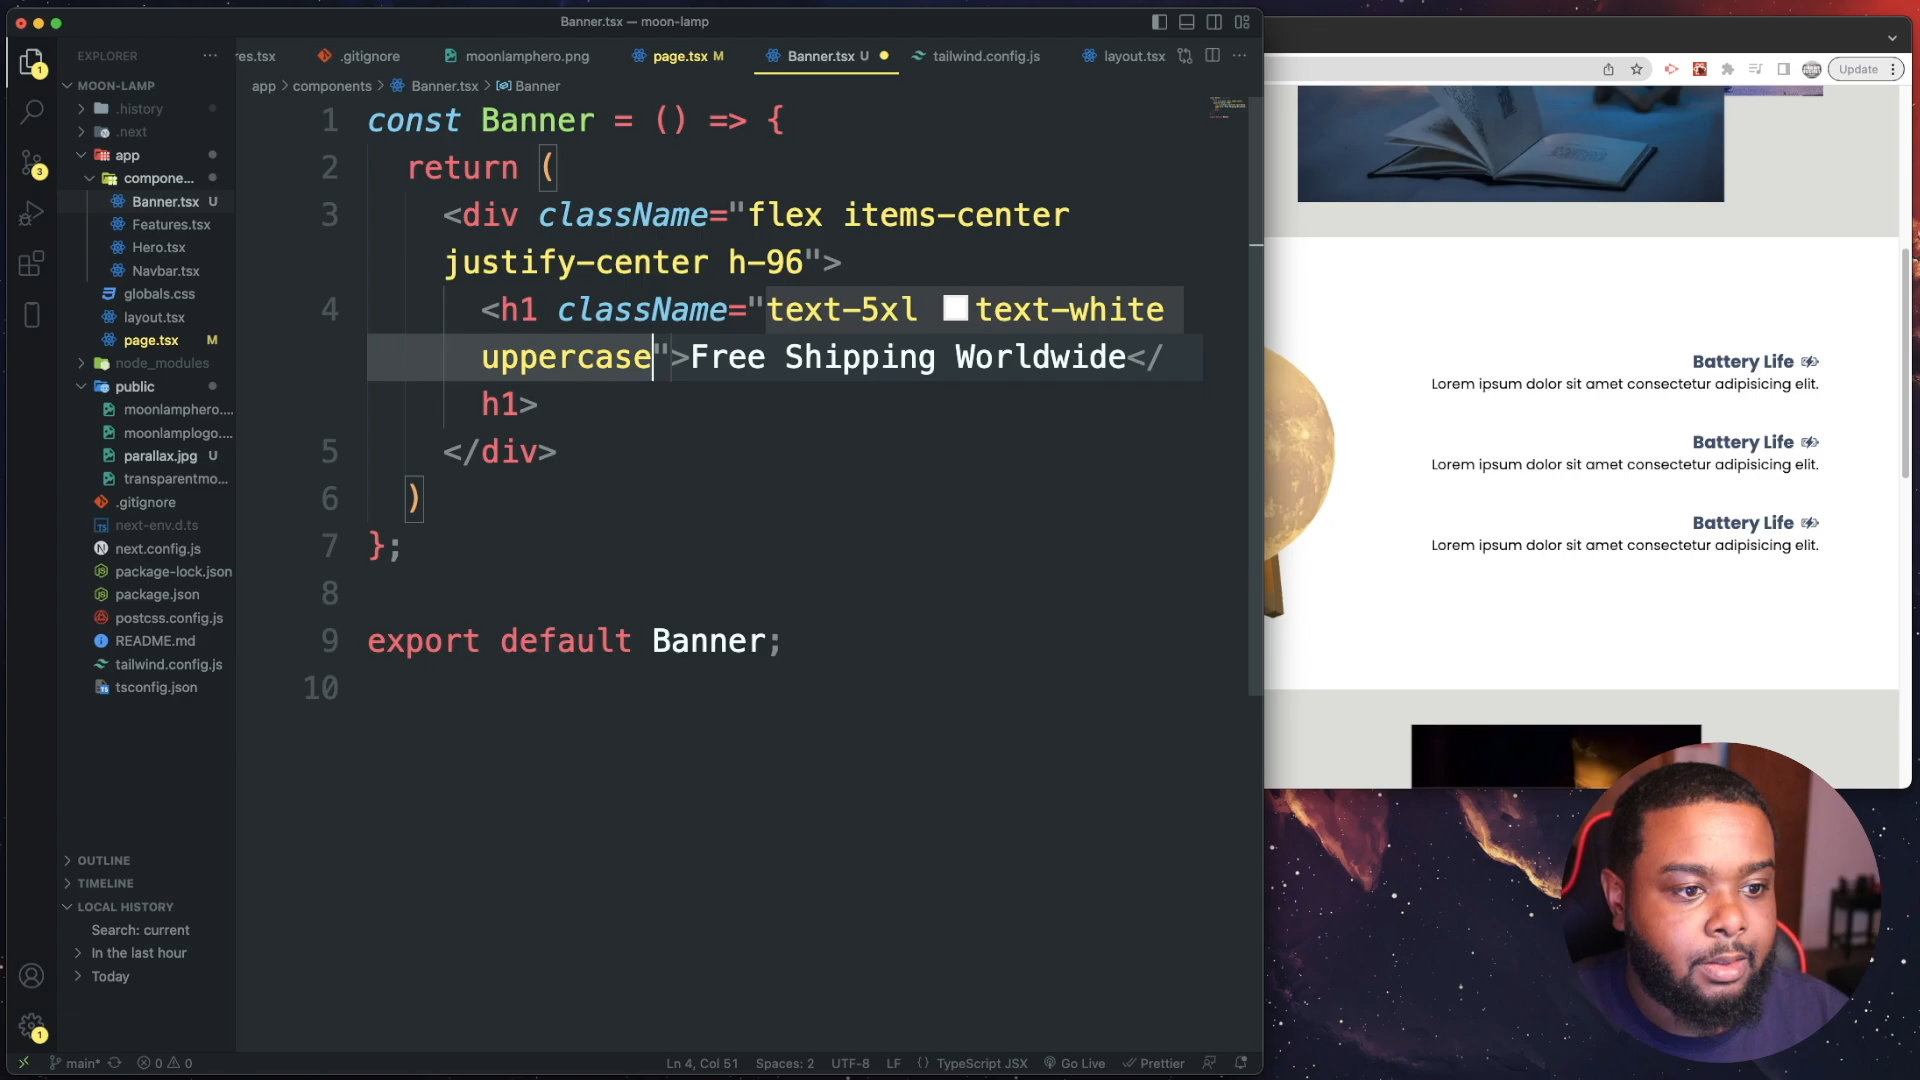 Banner.tsx — moon-lamp
EXPLORER
res.tsx
.gitignore
moonlamphero.png
page.tsx M
Banner.tsx U
tailwind.config.js
layout.tsx
MOON-LAMP
.history
.next
app
compone...
Banner.tsx U
Features.tsx
Hero.tsx
Navbar.tsx
globals.css
layout.tsx
page.tsx M
node_modules
public
moonlamphero....
moonlamplogo....
parallax.jpg U
transparentmo...
.gitignore
next-env.d.ts
next.config.js
package-lock.json
package.json
postcss.config.js
README.md
tailwind.config.js
tsconfig.json
OUTLINE
TIMELINE
LOCAL HISTORY
Search: current
In the last hour
Today
app > components > Banner.tsx > Banner
1 const Banner = () => {
2 return (
3 <div className="flex items-center
justify-center h-96">
4 <h1 className="text-5xl text-white
uppercase">Free Shipping Worldwide</
h1>
5 </div>
6 )
7 };
8
9 export default Banner;
10
1
3
1
main*
0 0
Ln 4, Col 51
Spaces: 2
UTF-8
LF
{} TypeScript JSX
Go Live
Prettier
Update
Battery Life
Lorem ipsum dolor sit amet consectetur adipisicing elit.
Battery Life
Lorem ipsum dolor sit amet consectetur adipisicing elit.
Battery Life
Lorem ipsum dolor sit amet consectetur adipisicing elit.